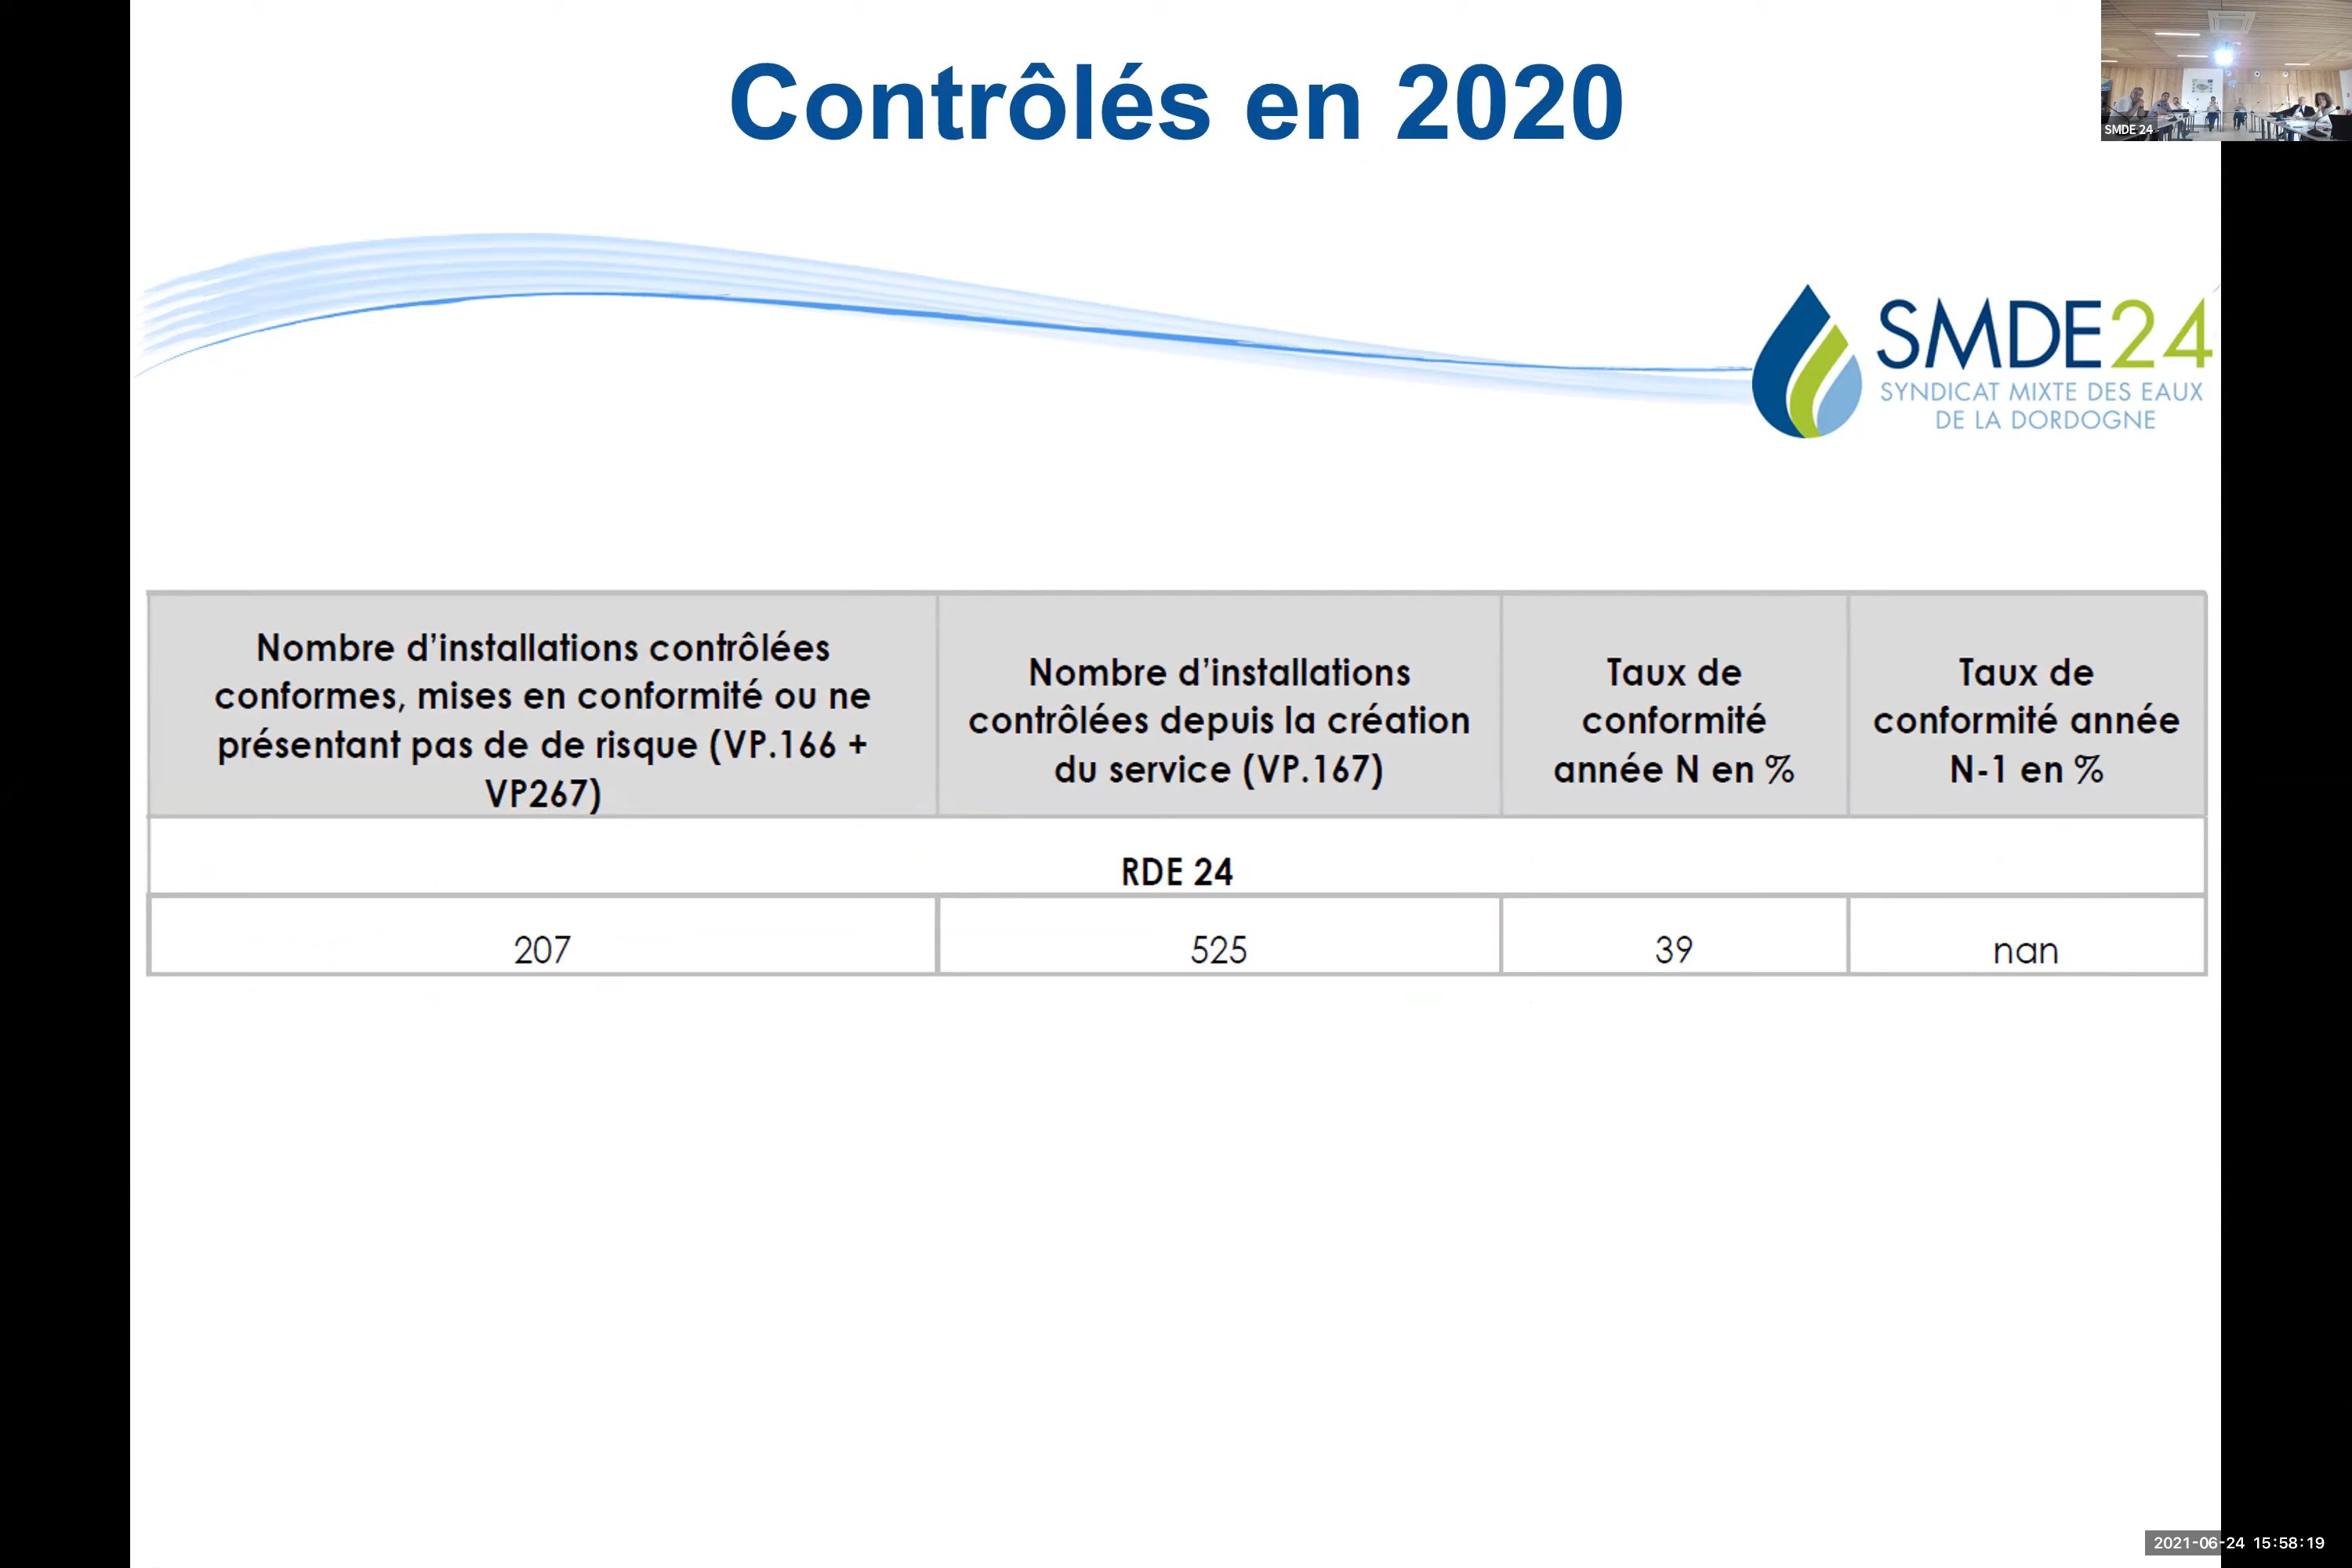 Contrôlés en 2020
SMDE 24
SMDE24
SYNDICAT MIXTE DES EAUX
DE LA DORDOGNE
Nombre d’installations contrôlées
conformes, mises en conformité ou ne
présentant pas de de risque (VP.166 +
VP267)
Nombre d’installations
contrôlées depuis la création
du service (VP.167)
Taux de
conformité
année N en %
Taux de
conformité année
N-1 en %
RDE 24
207
525
39
nan
2021-06-24 15:58:19